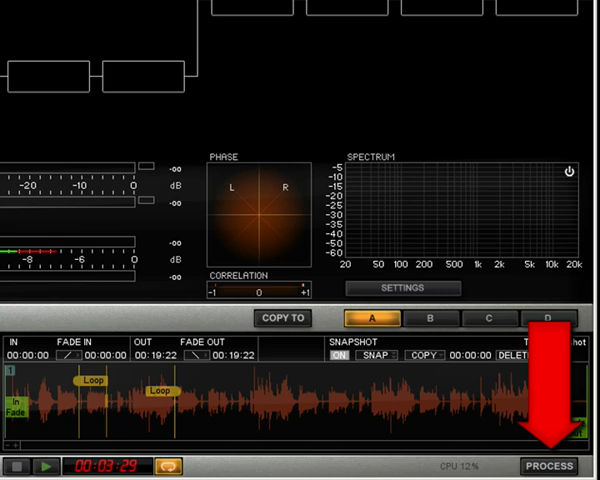 PHASE
SPECTRUM
-20 -10 0 dB
-oo
-oo
L R
-5
-10
-15
-20
-25
-30
-35
-40
-45
-50
-55
-60
20 50 100 200 500 1k 2k 5k 10k 20k
-8 -6 0 dB
-oo
-oo
CORRELATION
-1 0 +1
SETTINGS
COPY TO A B C D
IN FADE IN OUT FADE OUT SNAPSHOT
00:00:00 00:00:00 00:19:22 00:19:22 ON SNAP COPY 00:00:00 DELET
1
Loop
Loop
In
Fade
00:03:29
CPU 12%
PROCESS